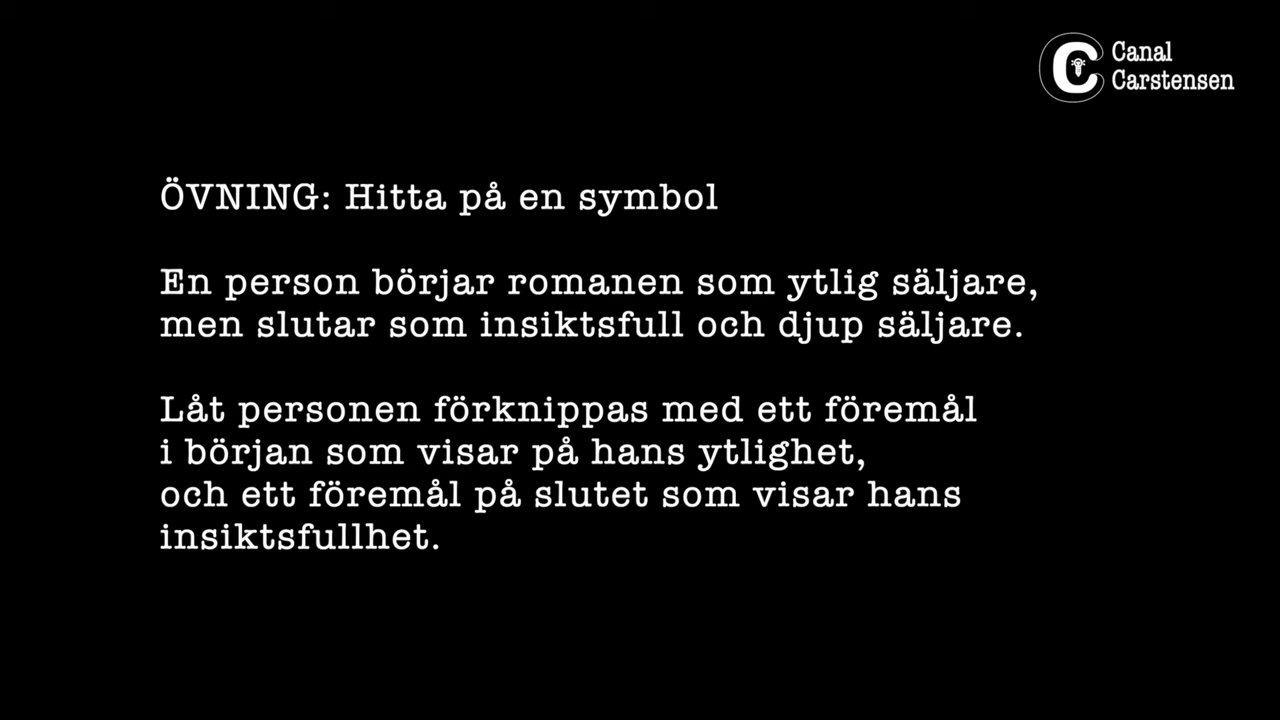 Canal
Carstensen
ÖVNING: Hitta på en symbol
En person börjar romanen som ytlig säljare,
men slutar som insiktsfull och djup säljare.
Låt personen förknippas med ett föremål
i början som visar på hans ytlighet,
och ett föremål på slutet som visar hans
insiktsfullhet.